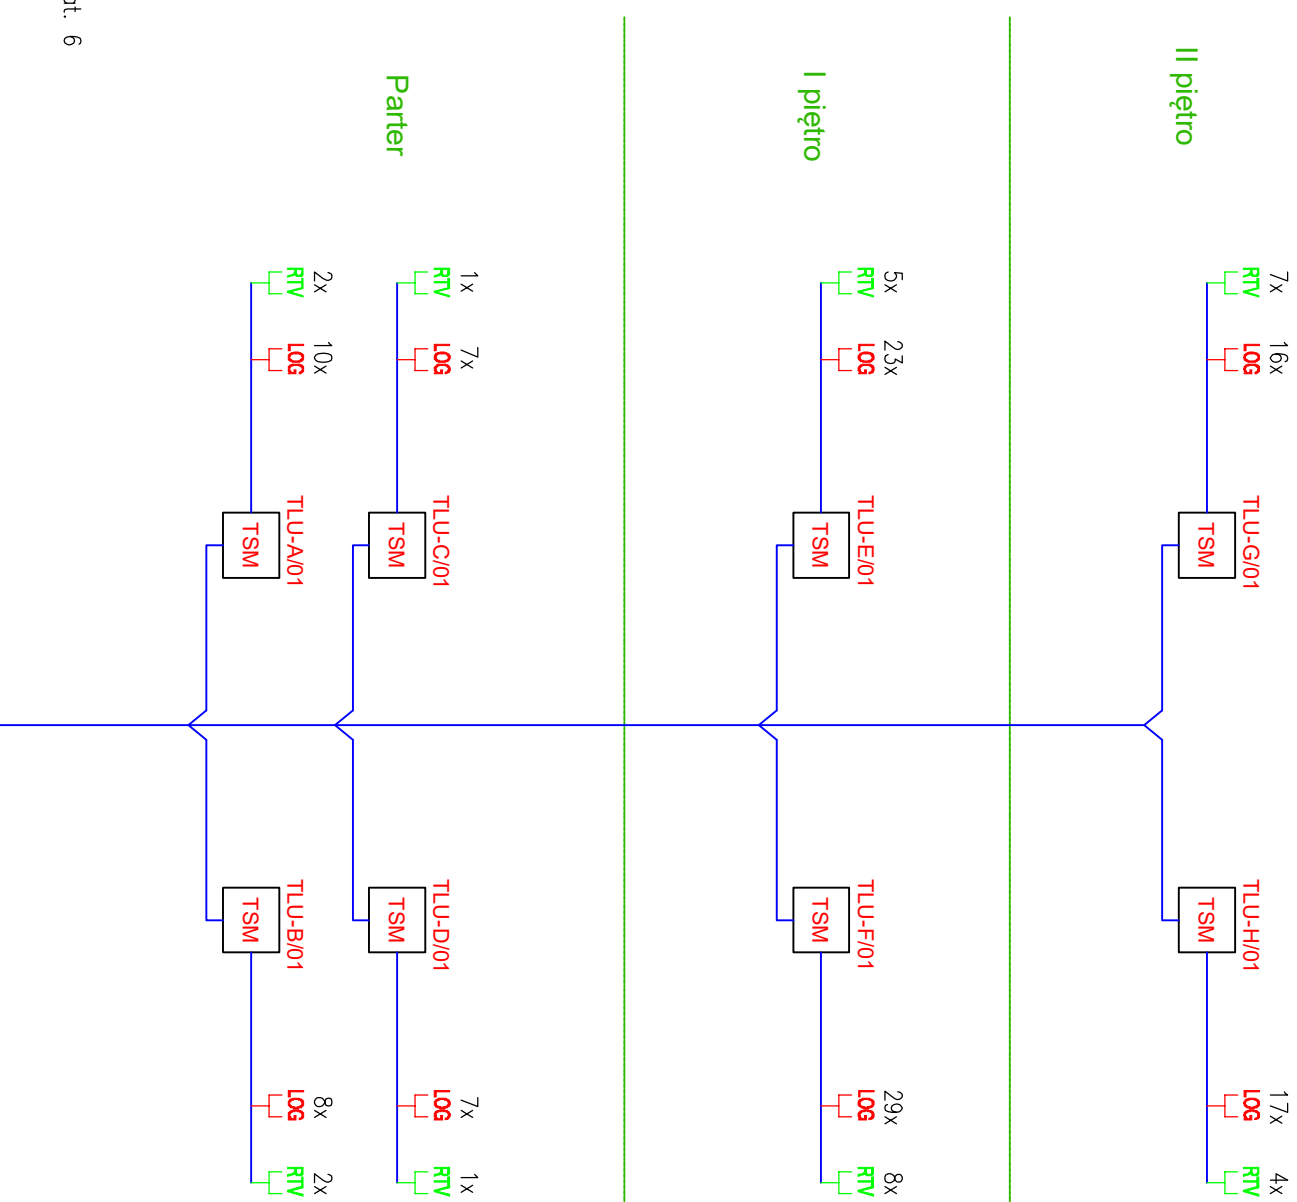 II piętro
7x 16x 17x 4x
RTV LOG TLU-G/01 TLU-H/01 LOG RTV
TSM TSM
I piętro
5x 23x 29x 8x
RTV LOG TLU-E/01 TLU-F/01 LOG RTV
TSM TSM
Parter
1x 7x 7x 1x
RTV LOG TLU-C/01 TLU-D/01 LOG RTV
TSM TSM
2x 10x 8x 2x
RTV LOG TLU-A/01 TLU-B/01 LOG RTV
TSM TSM
6